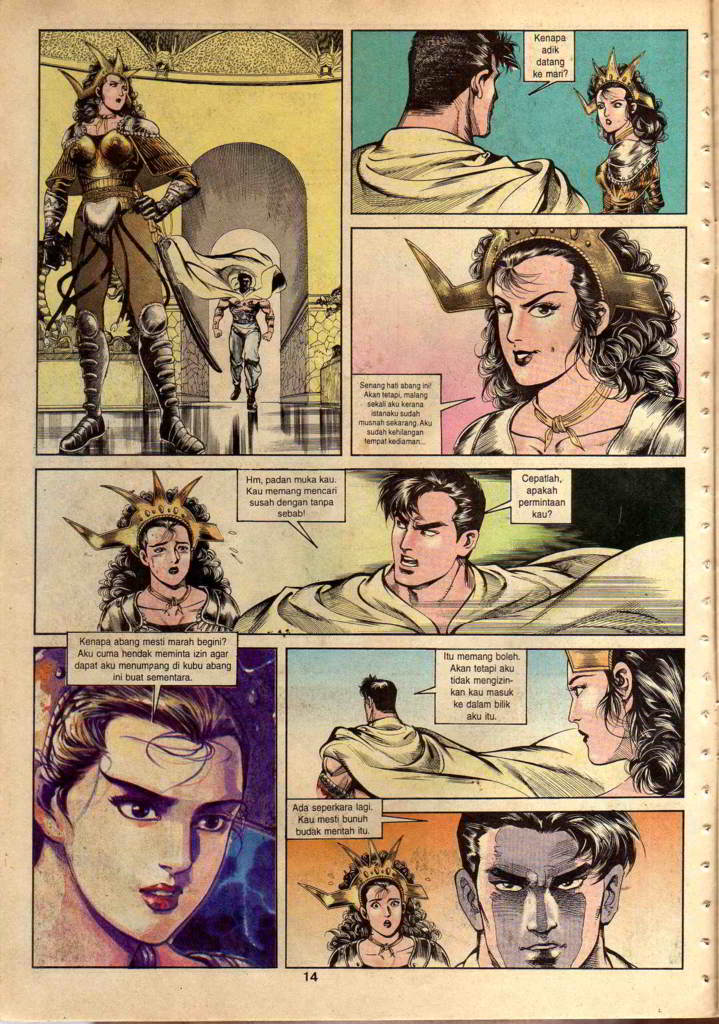 Kenapa
adik
datang
ke mari?
Senang hati abang ini!
Akan tetapi, malang
sekali aku kerana
istanaku sudah
musnah sekarang. Aku
sudah kehilangan
tempat kediaman...
Hm, padan muka kau.
Kau memang mencari
susah dengan tanpa
sebab!
Cepatlah,
apakah
permintaan
kau?
Kenapa abang mesti marah begini?
Aku cuma hendak meminta izin agar
dapat aku menumpang di kubu abang
ini buat sementara.
Itu memang boleh.
Akan tetapi aku
tidak mengizin-
kan kau masuk
ke dalam bilik
aku itu.
Ada seperkara lagi.
Kau mesti bunuh
budak mentah itu.
14